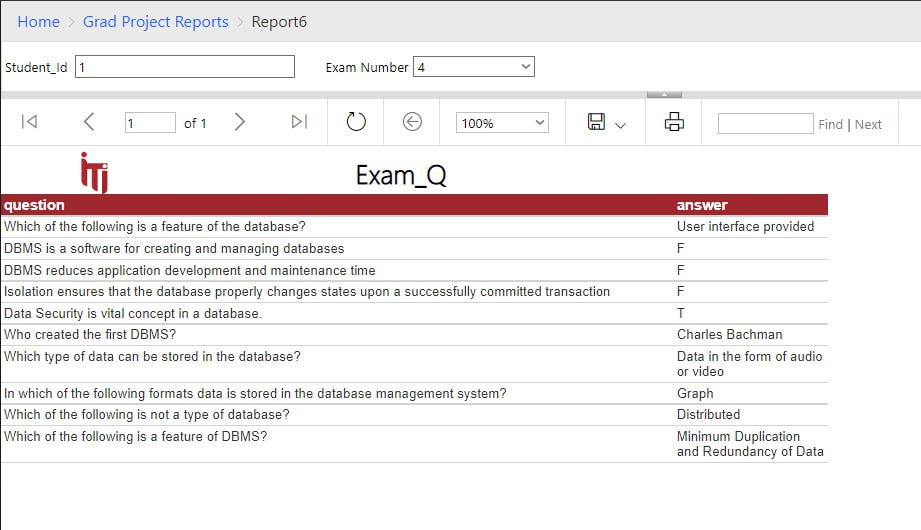 Home > Grad Project Reports > Report6
Student_Id 1 Exam Number 4
1 of 1 100% Find | Next
iTi Exam_Q
question answer
Which of the following is a feature of the database? User interface provided
DBMS is a software for creating and managing databases F
DBMS reduces application development and maintenance time F
Isolation ensures that the database properly changes states upon a successfully committed transaction F
Data Security is vital concept in a database. T
Who created the first DBMS? Charles Bachman
Which type of data can be stored in the database? Data in the form of audio
or video
In which of the following formats data is stored in the database management system? Graph
Which of the following is not a type of database? Distributed
Which of the following is a feature of DBMS? Minimum Duplication
and Redundancy of Data